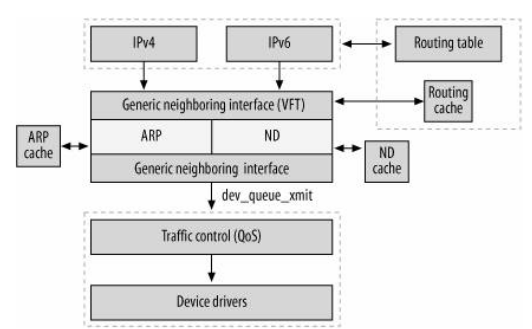 IPv4
IPv6
Routing table
Generic neighboring interface (VFT)
Routing
cache
ARP
cache
ARP
ND
ND
cache
Generic neighboring interface
dev_queue_xmit
Traffic control (QoS)
Device drivers